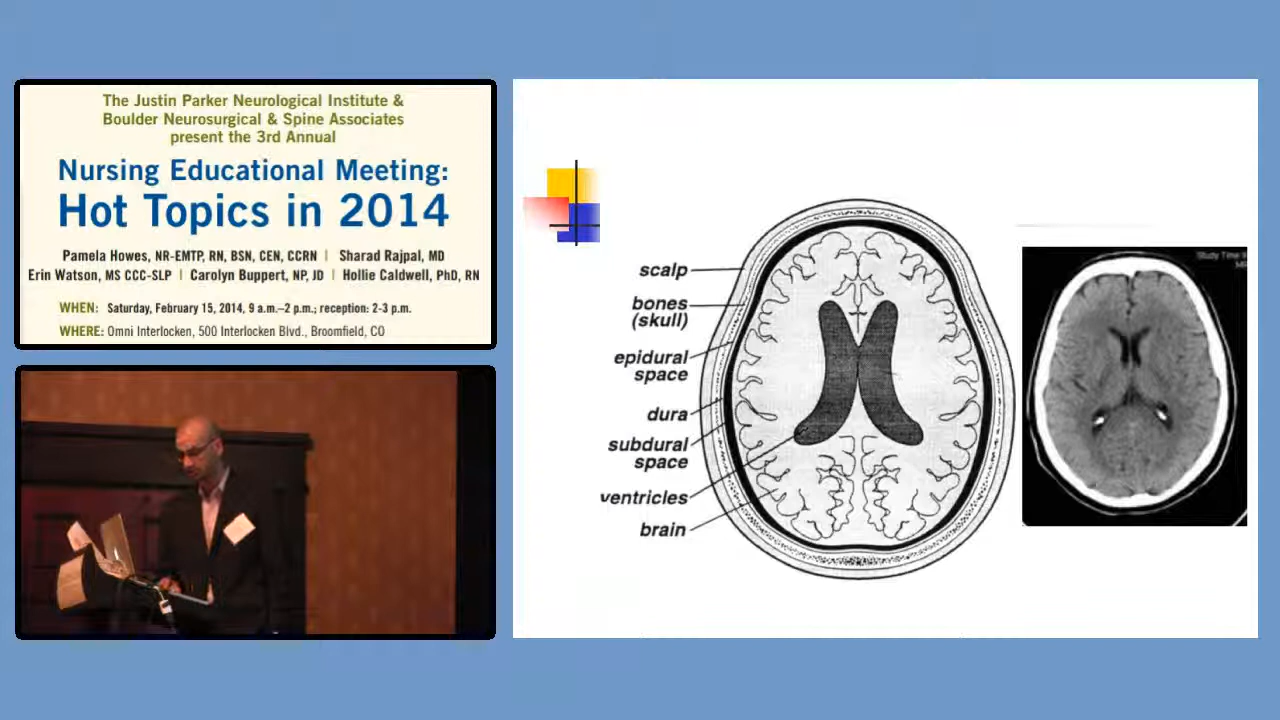 The Justin Parker Neurological Institute &
Boulder Neurosurgical & Spine Associates
present the 3rd Annual
Nursing Educational Meeting:
Hot Topics in 2014
Pamela Howes, NR-EMTP, RN, BSN, CEN, CCRN | Sharad Rajpal, MD
Erin Watson, MS CCC-SLP | Carolyn Buppert, NP, JD | Hollie Caldwell, PhD, RN
WHEN: Saturday, February 15, 2014, 9 a.m.–2 p.m.; reception: 2-3 p.m.
WHERE: Omni Interlocken, 500 Interlocken Blvd., Broomfield, CO
scalp
bones
(skull)
epidural
space
dura
subdural
space
ventricles
brain
Study Time